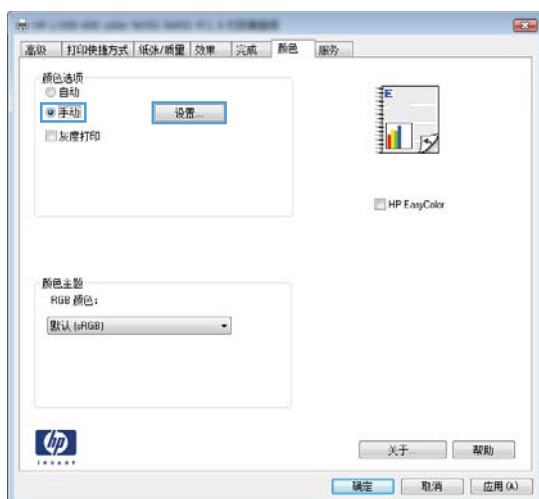 高级 打印快捷方式 纸张/质量 效果 完成 颜色 服务
颜色选项
自动
手动
设置...
灰度打印
E
HP EasyColor
颜色主题
RGB 颜色：
默认 (sRGB)
hp
invent
关于...
帮助
确定
取消
应用 (A)